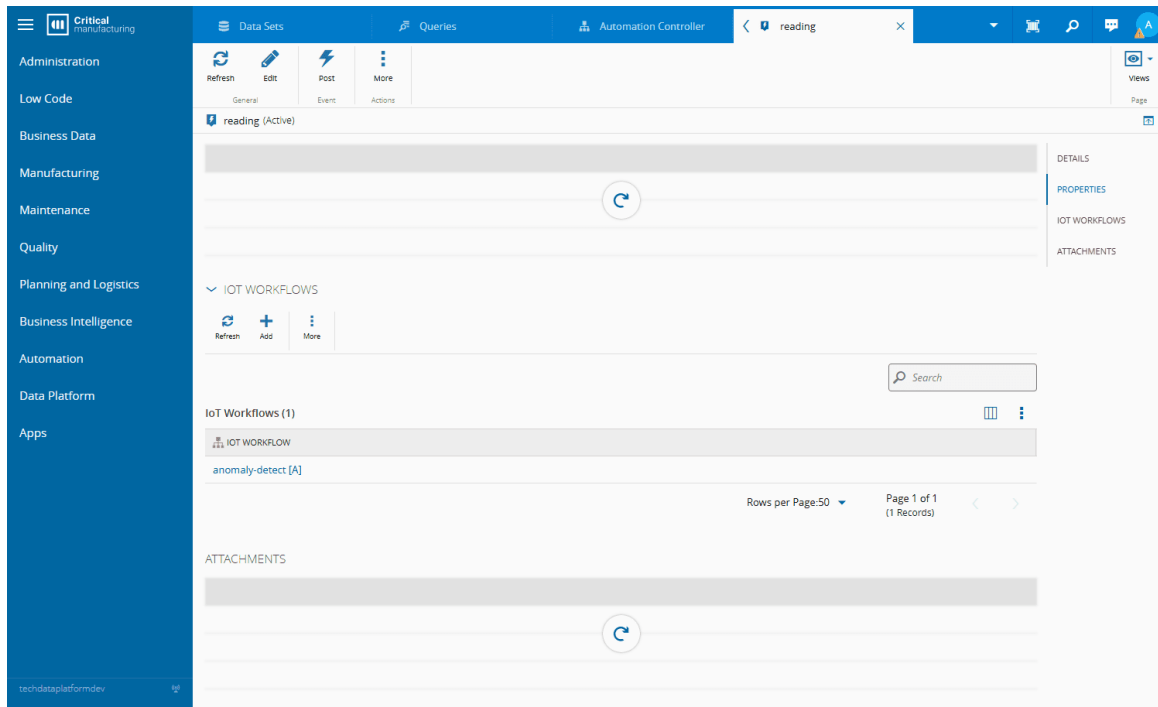 Critical
manufacturing
Data Sets
Queries
Automation Controller
reading
A
Administration
Low Code
Business Data
Manufacturing
Maintenance
Quality
Planning and Logistics
Business Intelligence
Automation
Data Platform
Apps
techdataplatformdev
Refresh Edit Post More Views
General Event Actions Page
reading (Active)
DETAILS
PROPERTIES
IOT WORKFLOWS
ATTACHMENTS
IOT WORKFLOWS
Refresh Add More
Search
IoT Workflows (1)
IOT WORKFLOW
anomaly-detect [A]
Rows per Page:50 Page 1 of 1
(1 Records)
ATTACHMENTS